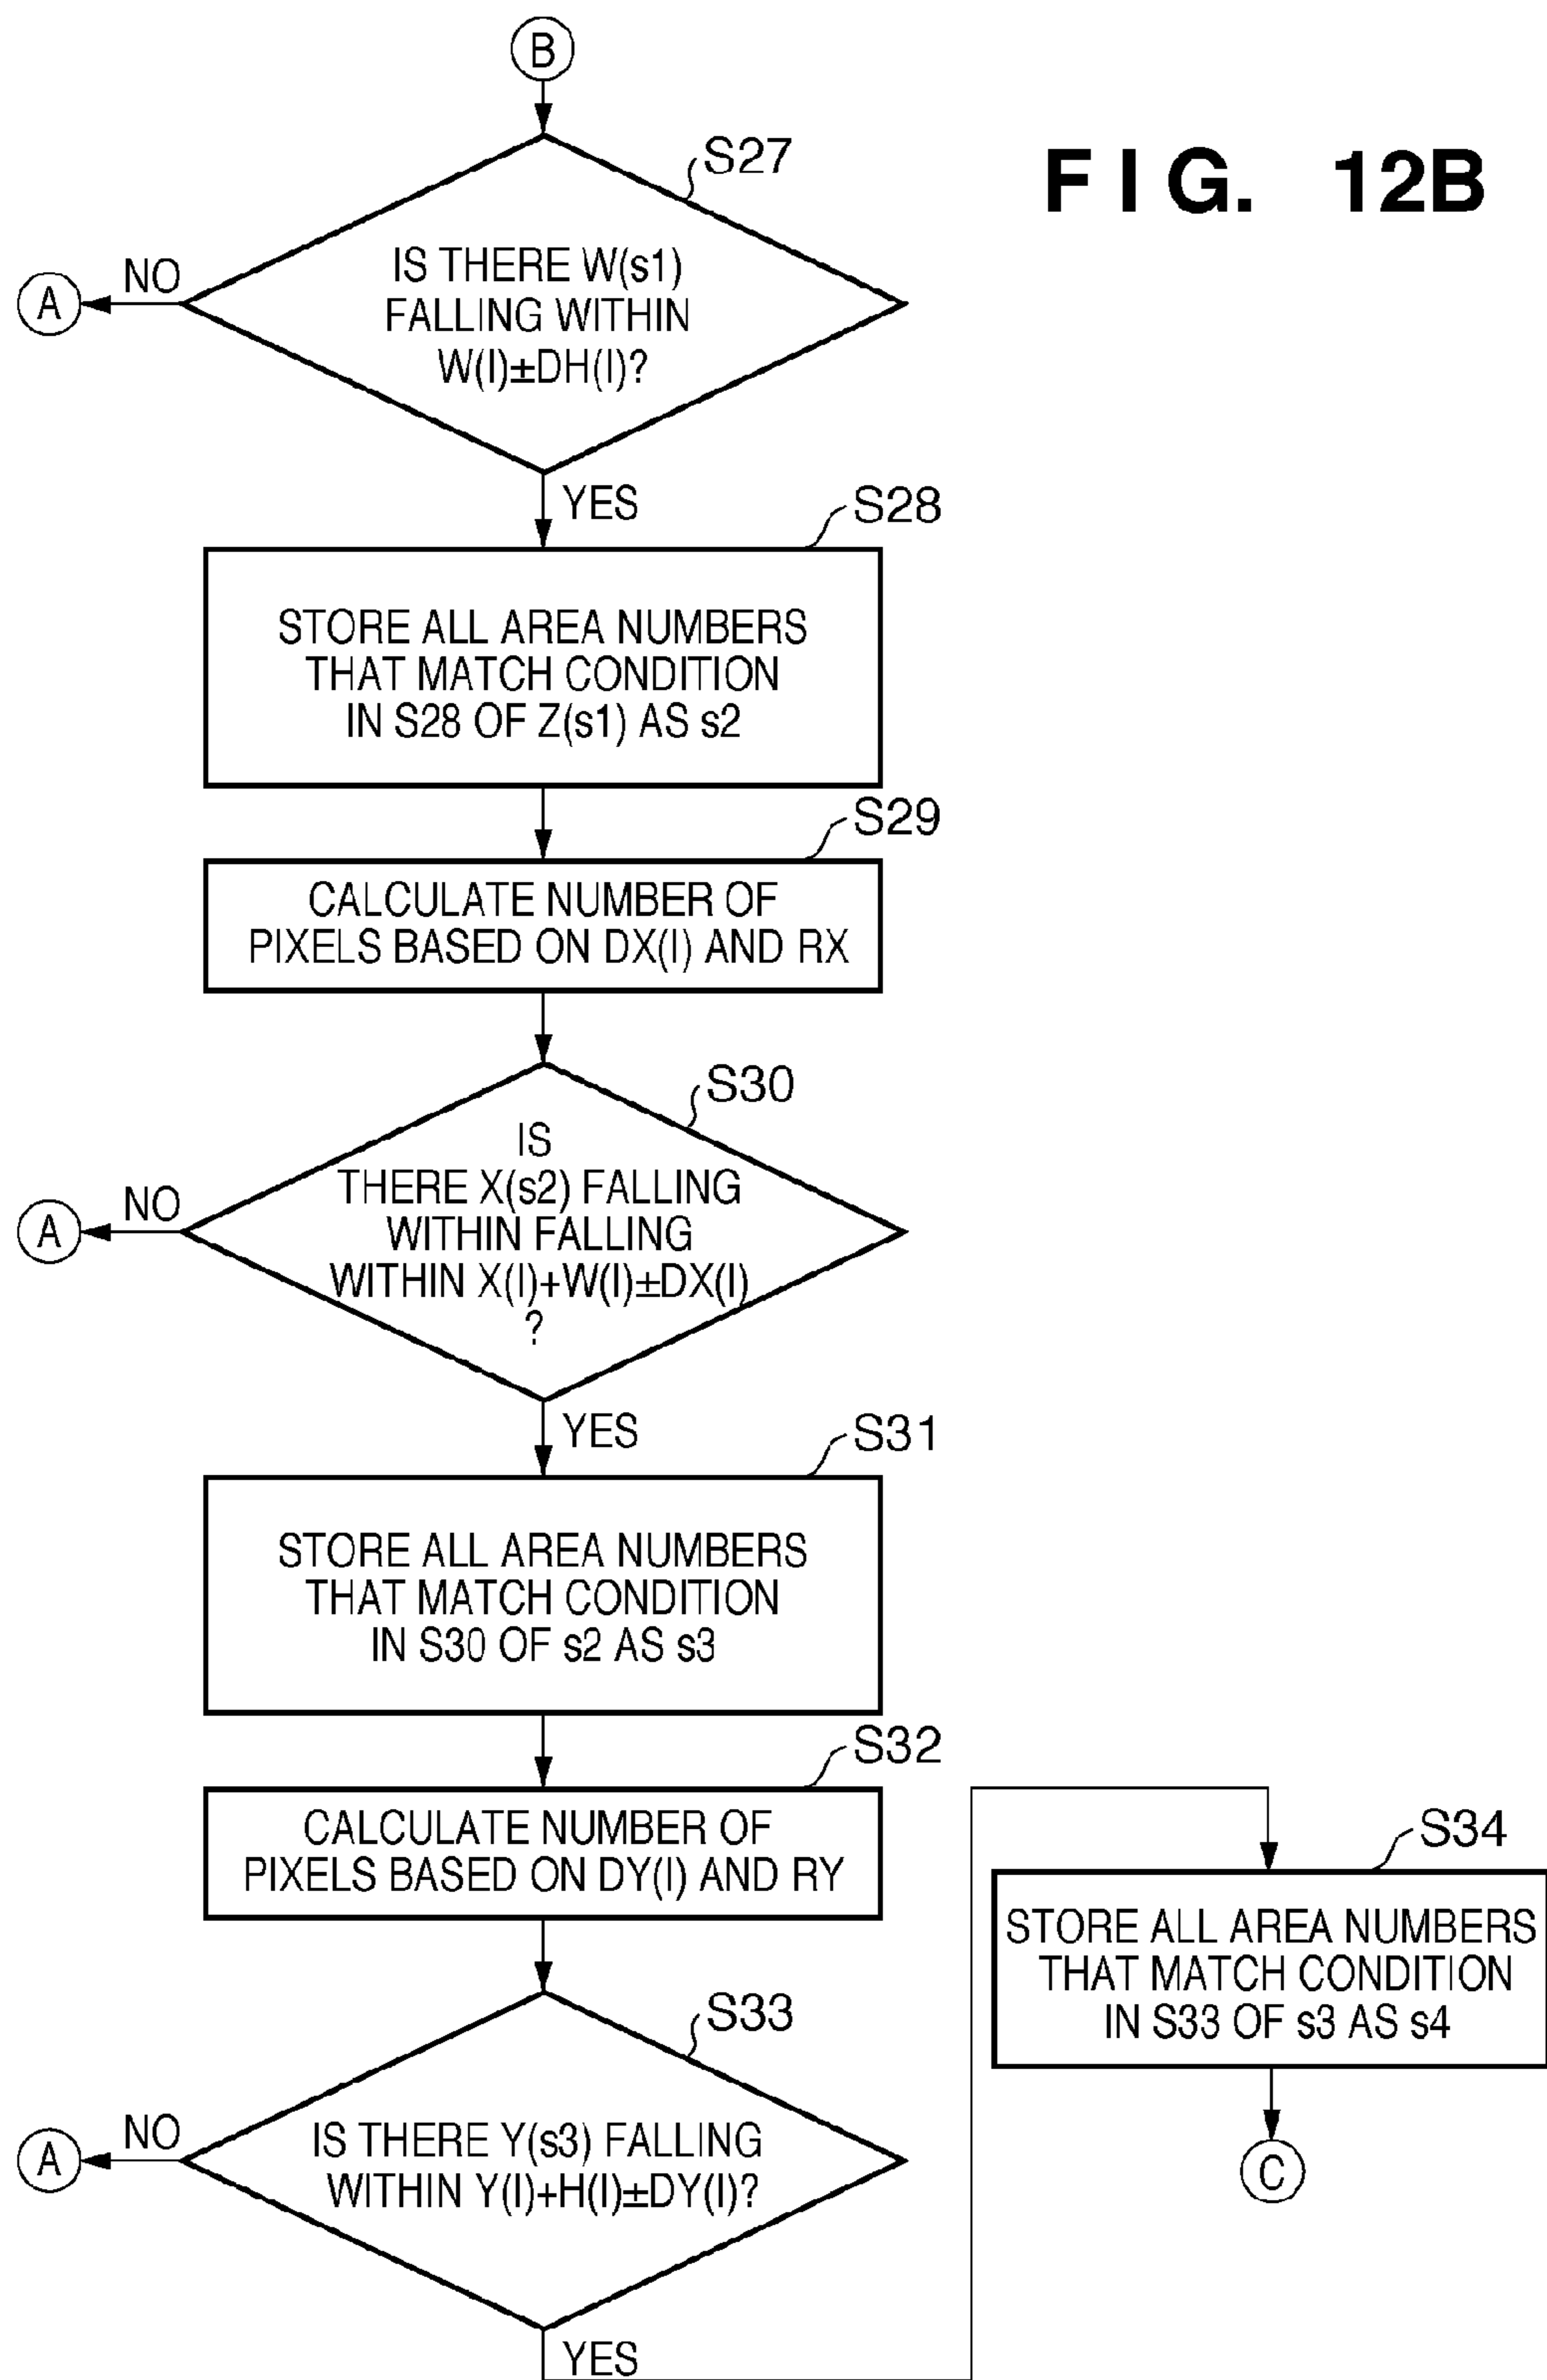 B
FIG. 12B
S27
IS THERE W(s1)
FALLING WITHIN
W(I)±DH(I)?
NO
A
YES
S28
STORE ALL AREA NUMBERS
THAT MATCH CONDITION
IN S28 OF Z(s1) AS s2
S29
CALCULATE NUMBER OF
PIXELS BASED ON DX(I) AND RX
S30
IS
THERE X(s2) FALLING
WITHIN FALLING
WITHIN X(I)+W(I)±DX(I)
?
NO
A
YES
S31
STORE ALL AREA NUMBERS
THAT MATCH CONDITION
IN S30 OF s2 AS s3
S32
CALCULATE NUMBER OF
PIXELS BASED ON DY(I) AND RY
S33
IS THERE Y(s3) FALLING
WITHIN Y(I)+H(I)±DY(I)?
NO
A
YES
S34
STORE ALL AREA NUMBERS
THAT MATCH CONDITION
IN S33 OF s3 AS s4
C